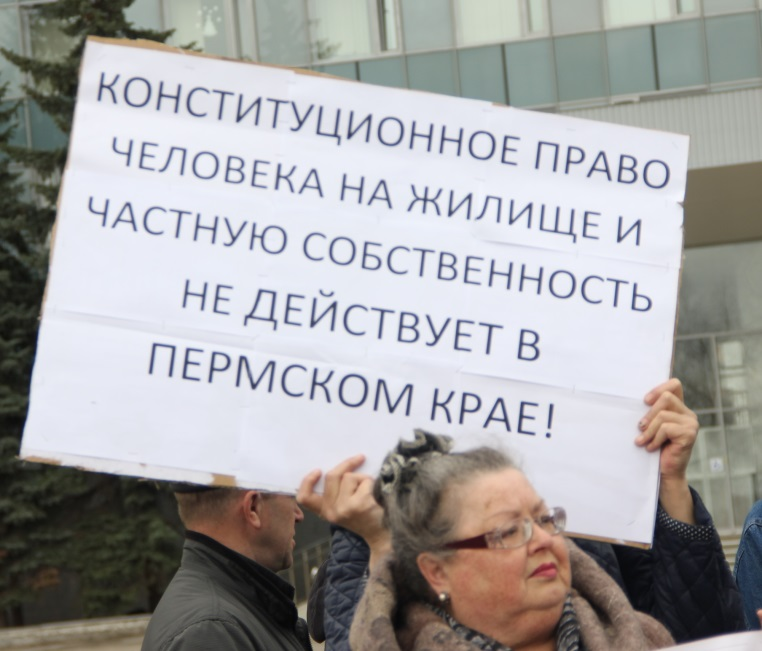 КОНСТИТУЦИОННОЕ ПРАВО
ЧЕЛОВЕКА НА ЖИЛИЩЕ И
ЧАСТНУЮ СОБСТВЕННОСТЬ
НЕ ДЕЙСТВУЕТ В
ПЕРМСКОМ КРАЕ!